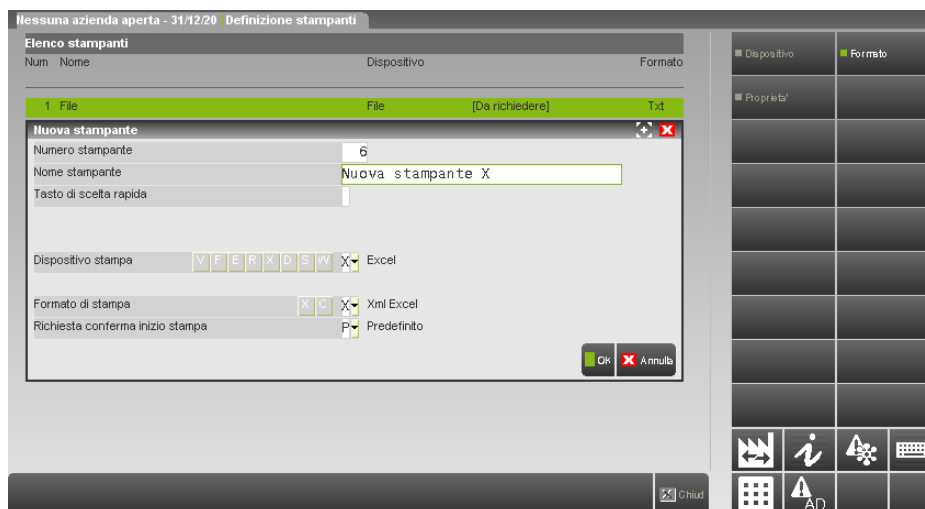 Nessuna azienda aperta - 31/12/20 Definizione stampanti
Elenco stampanti
Num Nome Dispositivo Formato
1 File File [Da richiedere] Txt
Nuova stampante
Numero stampante 6
Nome stampante Nuova stampante X
Tasto di scelta rapida
Dispositivo stampa V F E R X D S W X Excel
Formato di stampa X C X Xml Excel
Richiesta conferma inizio stampa P Predefinito
Ok Annulla
Chiud
Dispositivo Formato
Proprieta'
AD